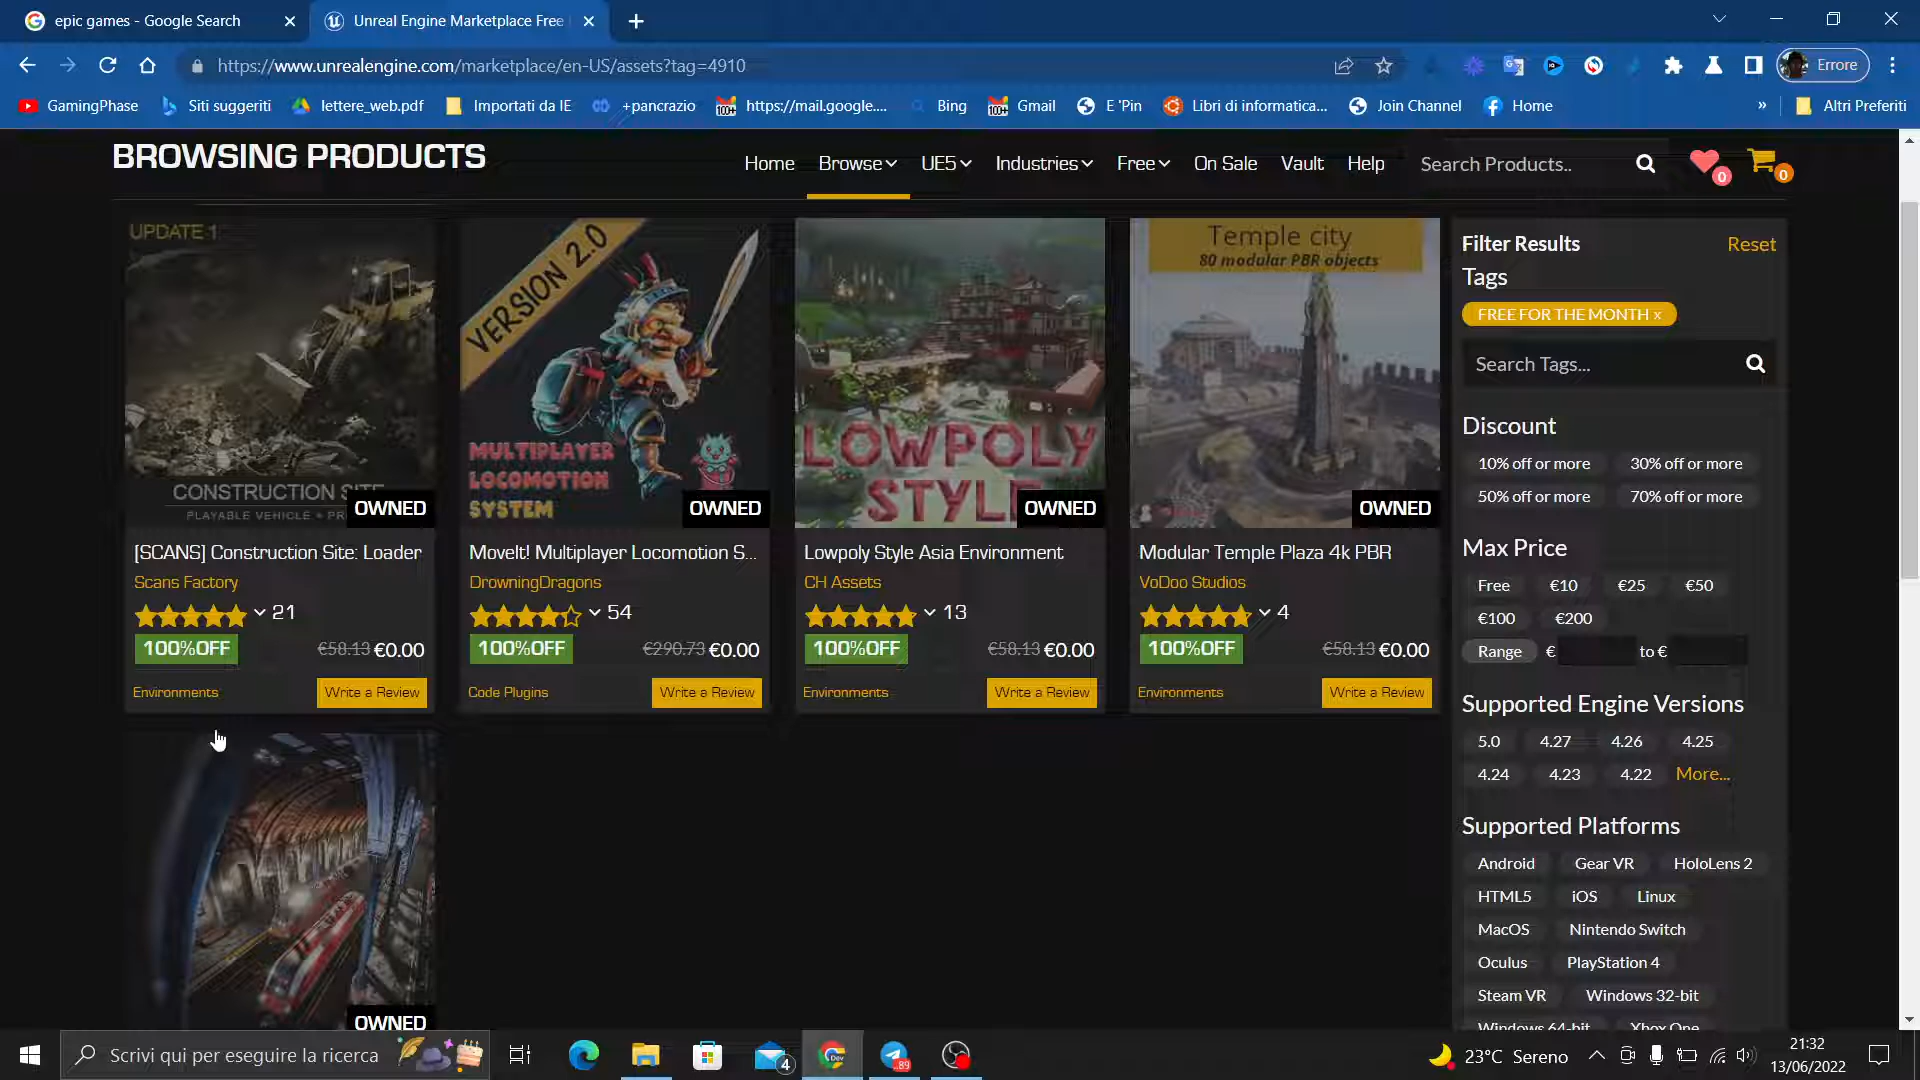 epic games - Google Search
Unreal Engine Marketplace Free
https://www.unrealengine.com/marketplace/en-US/assets?tag=4910
Errore
GamingPhase
Siti suggeriti
lettere_web.pdf
Importati da IE
+pancrazio
https://mail.google....
Bing
Gmail
E 'Pin
Libri di informatica...
Join Channel
Home
»
Altri Preferiti
BROWSING PRODUCTS
Home
Browse
UE5
Industries
Free
On Sale
Vault
Help
Search Products..
0
0
UPDATE 1
CONSTRUCTION SITE
PLAYABLE VEHICLE + PR
OWNED
[SCANS] Construction Site: Loader
Scans Factory
21
100%OFF
€58.13 €0.00
Environments
Write a Review
VERSION 2.0
MULTIPLAYER
LOCOMOTION
SYSTEM
OWNED
MoveIt! Multiplayer Locomotion S...
DrowningDragons
54
100%OFF
€290.73 €0.00
Code Plugins
Write a Review
LOWPOLY
STYLE
OWNED
Lowpoly Style Asia Environment
CH Assets
13
100%OFF
€58.13 €0.00
Environments
Write a Review
Temple city
80 modular PBR objects
OWNED
Modular Temple Plaza 4k PBR
VoDoo Studios
4
100%OFF
€58.13 €0.00
Environments
Write a Review
OWNED
Filter Results
Reset
Tags
FREE FOR THE MONTH x
Search Tags...
Discount
10% off or more
30% off or more
50% off or more
70% off or more
Max Price
Free
€10
€25
€50
€100
€200
Range
€
to €
Supported Engine Versions
5.0
4.27
4.26
4.25
4.24
4.23
4.22
More...
Supported Platforms
Android
Gear VR
HoloLens 2
HTML5
iOS
Linux
MacOS
Nintendo Switch
Oculus
PlayStation 4
Steam VR
Windows 32-bit
Windows 64-bit
Xbox One
Scrivi qui per eseguire la ricerca
4
Dev
89
23°C Sereno
21:32
13/06/2022